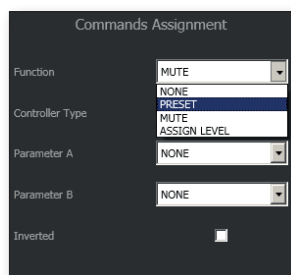 Commands Assignment
Function MUTE
NONE
PRESET
Controller Type MUTE
ASSIGN LEVEL
Parameter A NONE
Parameter B NONE
Inverted